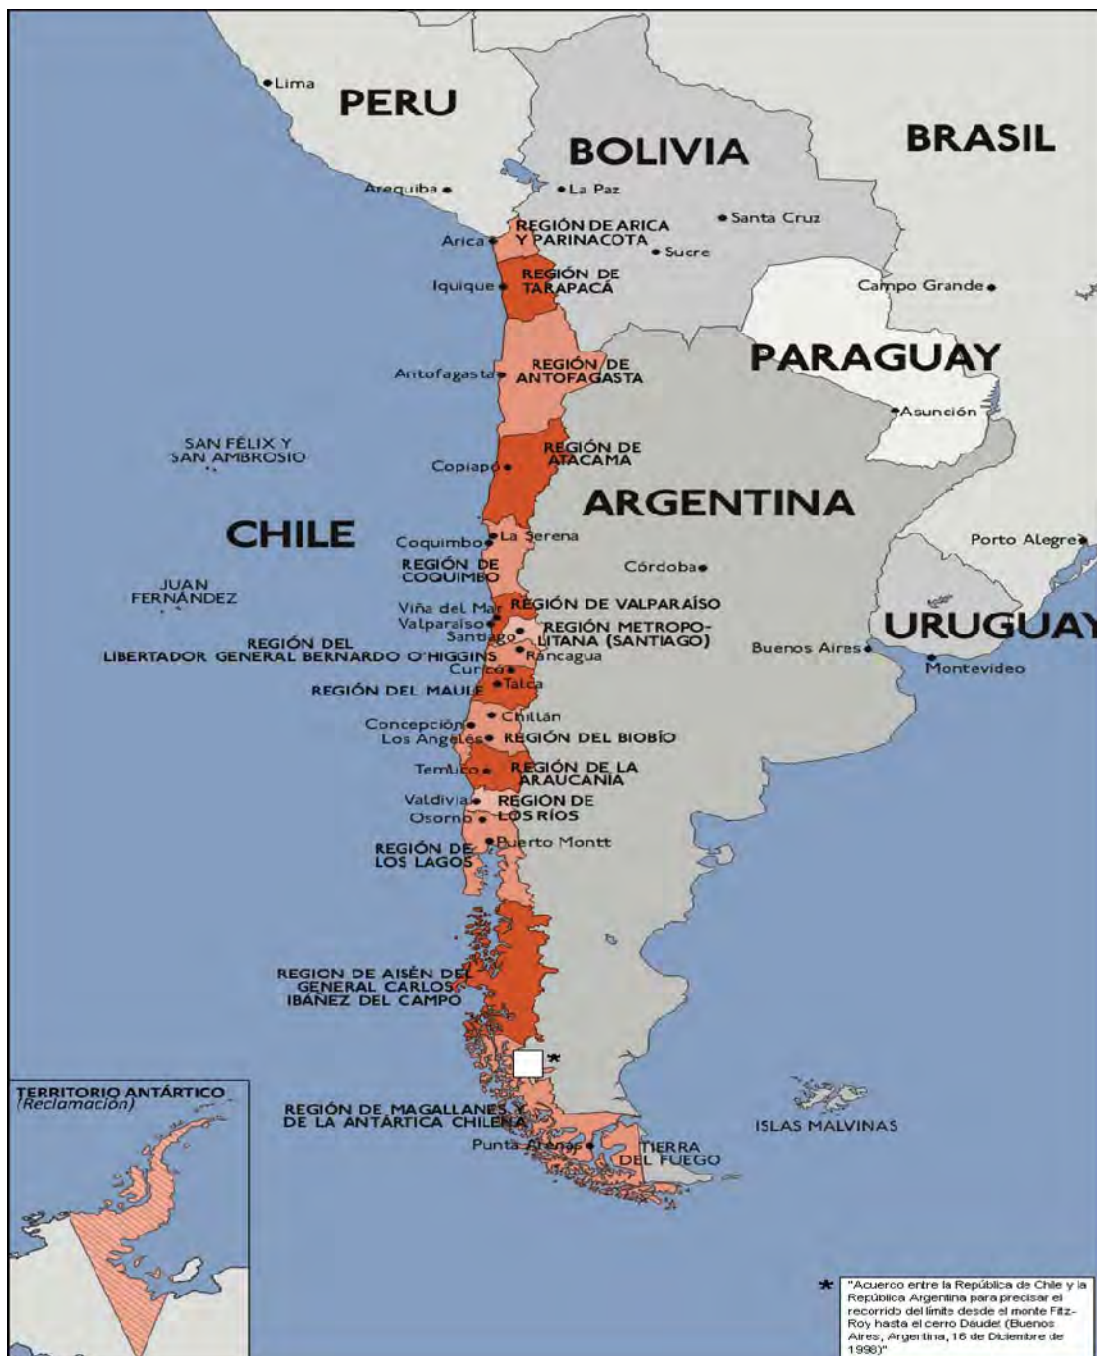 Lima
PERU
BOLIVIA
BRASIL
Arequiba
La Paz
Santa Cruz
Sucre
REGIÓN DE ARICA
Y PARINACOTA
Arica
REGIÓN DE
TARAPACÁ
Iquique
Campo Grande
PARAGUAY
REGIÓN DE
ANTOFAGASTA
Antofagasta
Asunción
SAN FÉLIX Y
SAN AMBROSIO
REGIÓN DE
ATACAMA
Copiapó
ARGENTINA
CHILE
La Serena
Coquimbo
Porto Alegre
REGIÓN DE
COQUIMBO
Córdoba
JUAN
FERNÁNDEZ
Viña del Mar
REGIÓN DE VALPARAÍSO
Valparaíso
URUGUAY
Santiago
REGIÓN METROPO-
LITANA (SANTIAGO)
REGIÓN DEL
LIBERTADOR GENERAL BERNARDO O'HIGGINS
Rancagua
Buenos Aires
Montevideo
Curicó
REGIÓN DEL MAULE
Talca
Chillán
Concepción
Los Angeles
REGIÓN DEL BIOBÍO
Temuco
REGIÓN DE LA
ARAUCANÍA
Valdivia
REGIÓN DE
LOS RÍOS
Osorno
Puerto Montt
REGIÓN DE
LOS LAGOS
REGION DE AISÉN DEL
GENERAL CARLOS
IBÁÑEZ DEL CAMPO
*
TERRITORIO ANTÁRTICO
(Reclamación)
REGIÓN DE MAGALLANES Y
DE LA ANTÁRTICA CHILENA
Punta Arenas
TIERRA
DEL FUEGO
ISLAS MALVINAS
* "Acuerco entre la República de Chile y la
República Argentina para precisar el
recorrido del límite desde el monte Fitz-
Roy hasta el cerro Daudet (Buenos
Aires, Argentina, 16 de Diciembre de
1998)"